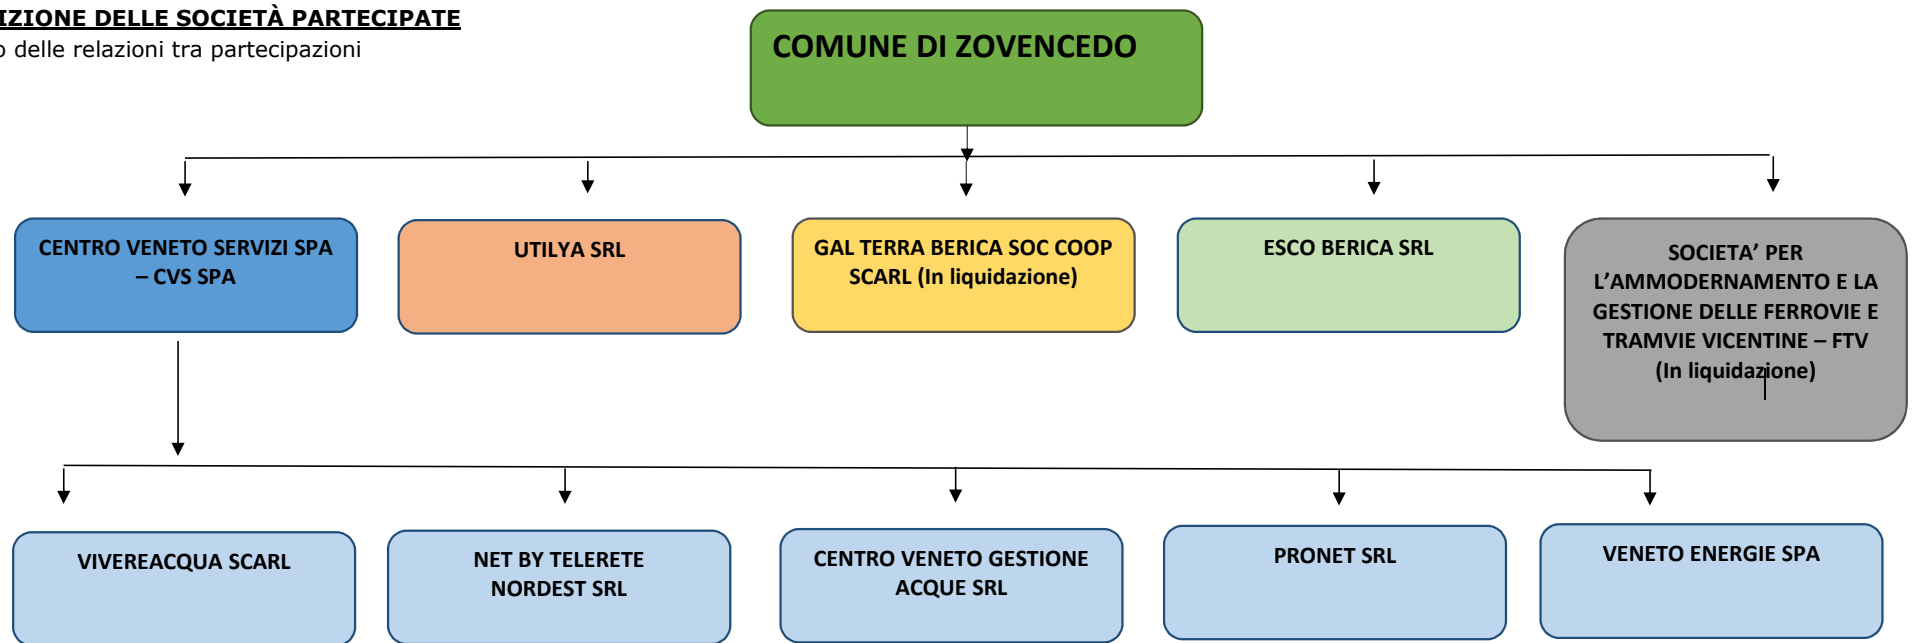 IZIONE DELLE SOCIETÀ PARTECIPATE
delle relazioni tra partecipazioni
COMUNE DI ZOVENCEDO
CENTRO VENETO SERVIZI SPA
– CVS SPA
UTILYA SRL
GAL TERRA BERICA SOC COOP
SCARL (In liquidazione)
ESCO BERICA SRL
SOCIETA’ PER
L’AMMODERNAMENTO E LA
GESTIONE DELLE FERROVIE E
TRAMVIE VICENTINE – FTV
(In liquidazione)
VIVEREACQUA SCARL
NET BY TELERETE
NORDEST SRL
CENTRO VENETO GESTIONE
ACQUE SRL
PRONET SRL
VENETO ENERGIE SPA